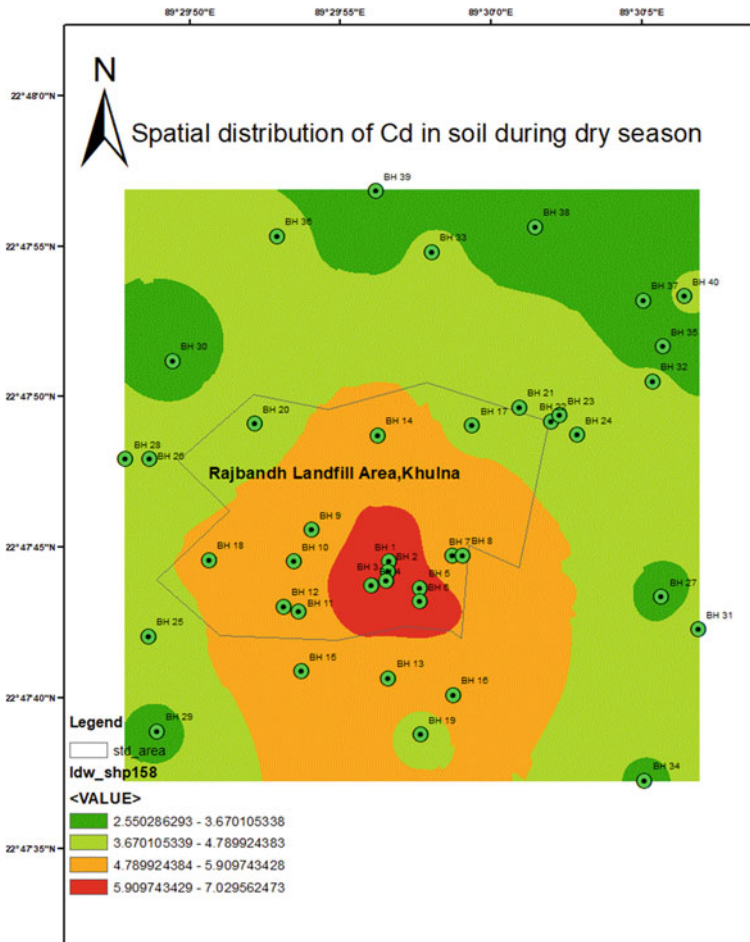 89°29'50"E 89°29'55"E 89°30'0"E 89°30'5"E
N
22°48'0"N
Spatial distribution of Cd in soil during dry season
BH 39
BH 38
BH 36
22°47'55"N
BH 33
BH 37
BH 40
BH 30
BH 35
BH 32
22°47'50"N
BH 21
BH 23
BH 20
BH 14
BH 17
BH 22
BH 24
BH 28
BH 26
Rajbandh Landfill Area,Khulna
BH 9
22°47'45"N
BH 1
BH 7
BH 8
BH 18
BH 10
BH 2
BH 3
BH 4
BH 5
BH 6
BH 27
BH 12
BH 11
BH 31
BH 25
BH 15
BH 13
22°47'40"N
BH 16
BH 29
BH 19
Legend
std_area
BH 34
Idw_shp158
<VALUE>
2.550286293 - 3.670105338
22°47'35"N
3.670105339 - 4.789924383
4.789924384 - 5.909743428
5.909743429 - 7.029562473